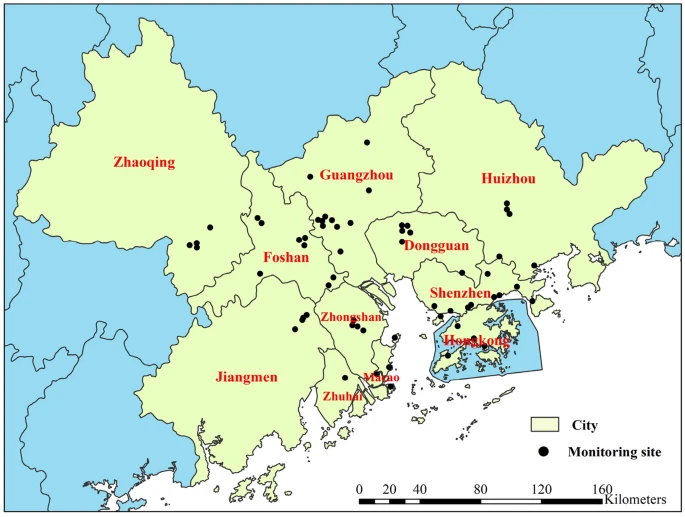 Zhaoqing
Guangzhou
Huizhou
Dongguan
Foshan
Shenzhen
Zhongshan
Hongkong
Jiangmen
Macao
Zhuhai
City
Monitoring site
0 20 40 80 120 160
Kilometers